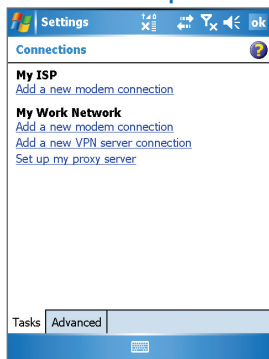 Settings
ok
Connections
My ISP
Add a new modem connection
My Work Network
Add a new modem connection
Add a new VPN server connection
Set up my proxy server
Tasks Advanced